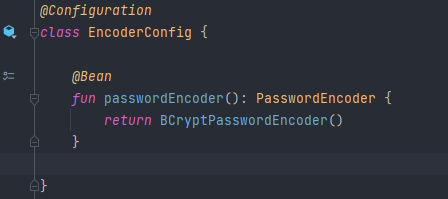 @Configuration
class EncoderConfig {
@Bean
fun passwordEncoder(): PasswordEncoder {
return BCryptPasswordEncoder()
}
}